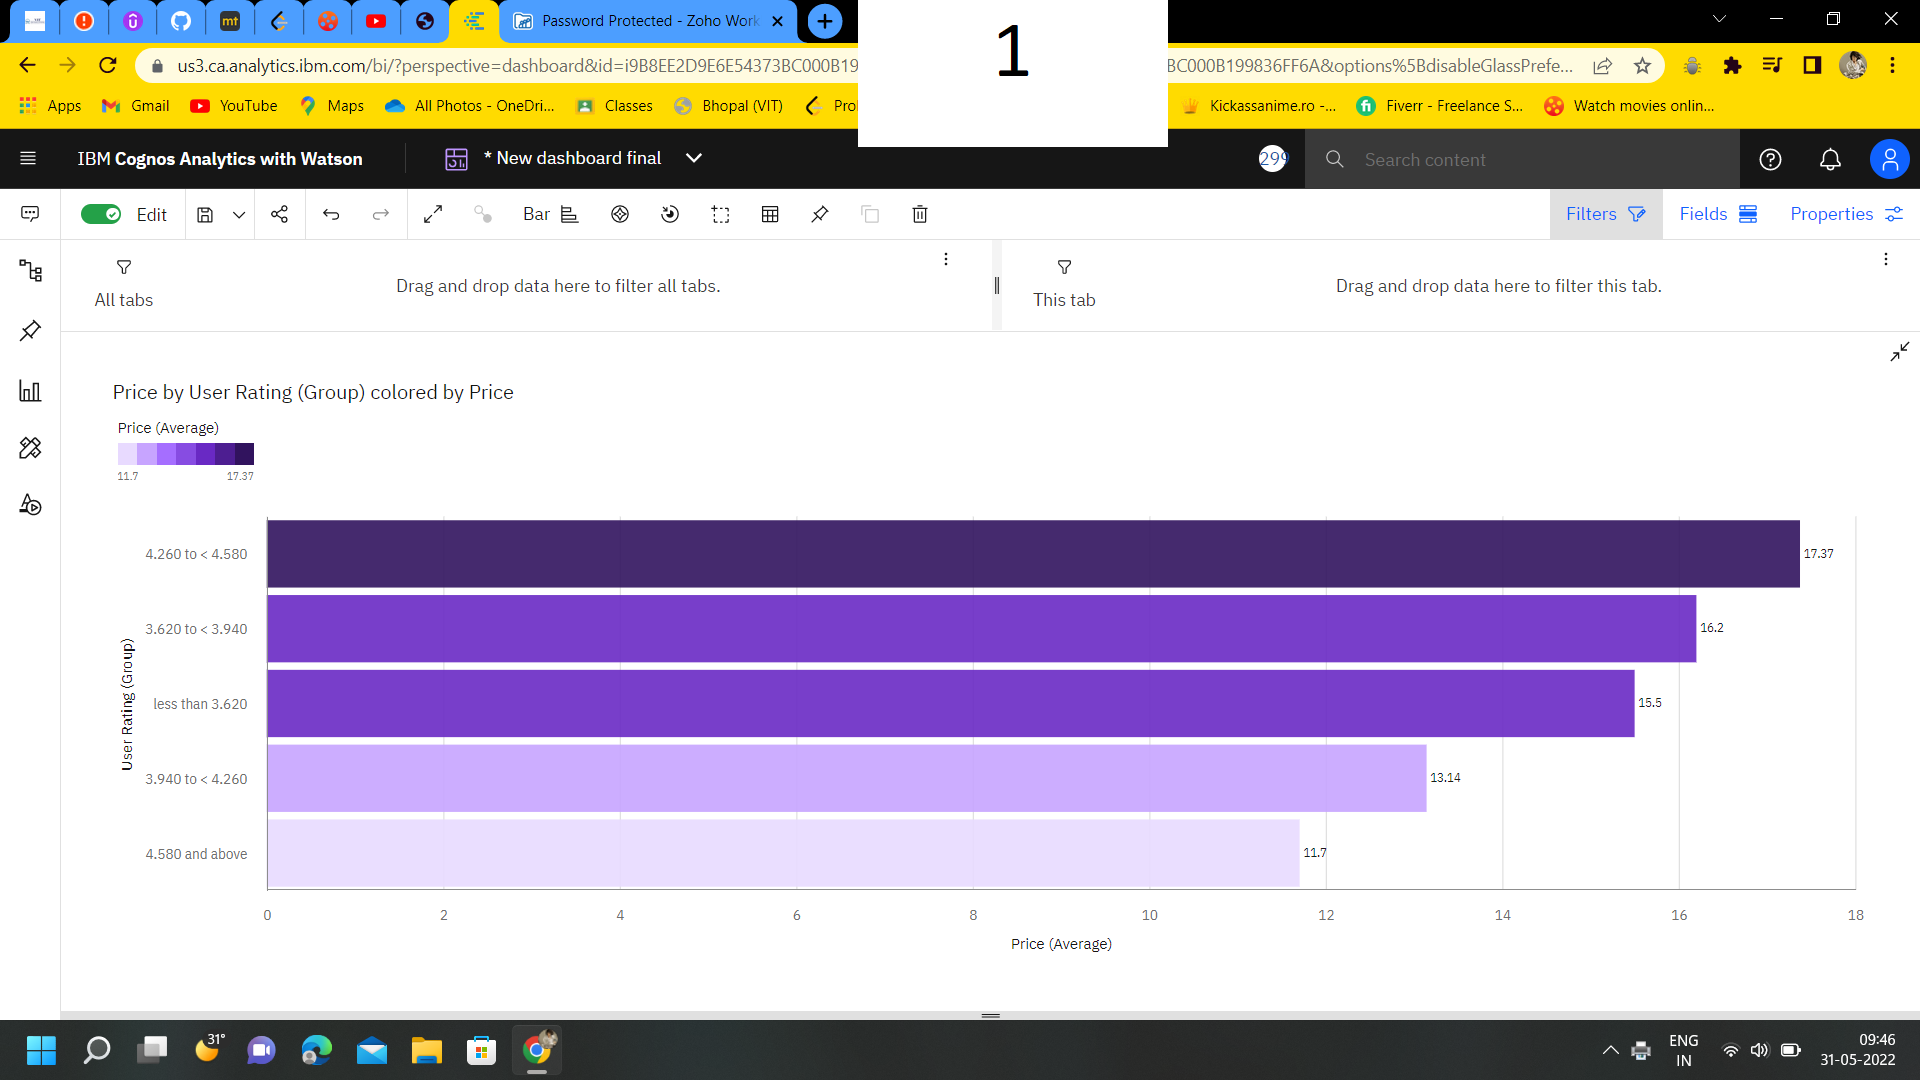 Password Protected - Zoho Work
1
us3.ca.analytics.ibm.com/bi/?perspective=dashboard&id=i9B8EE2D9E6E54373BC000B19
BC000B199836FF6A&options%5BdisableGlassPrefe...
Apps
Gmail
YouTube
Maps
All Photos - OneDri...
Classes
Bhopal (VIT)
Kickassanime.ro -...
Fiverr - Freelance S...
Watch movies onlin...
IBM Cognos Analytics with Watson
* New dashboard final
299
Search content
Edit
Bar
Filters
Fields
Properties
All tabs
Drag and drop data here to filter all tabs.
This tab
Drag and drop data here to filter this tab.
Price by User Rating (Group) colored by Price
Price (Average)
11.7 17.37
User Rating (Group)
4.260 to < 4.580 17.37
3.620 to < 3.940 16.2
less than 3.620 15.5
3.940 to < 4.260 13.14
4.580 and above 11.7
0 2 4 6 8 10 12 14 16 18
Price (Average)
31°
ENG
IN
09:46
31-05-2022